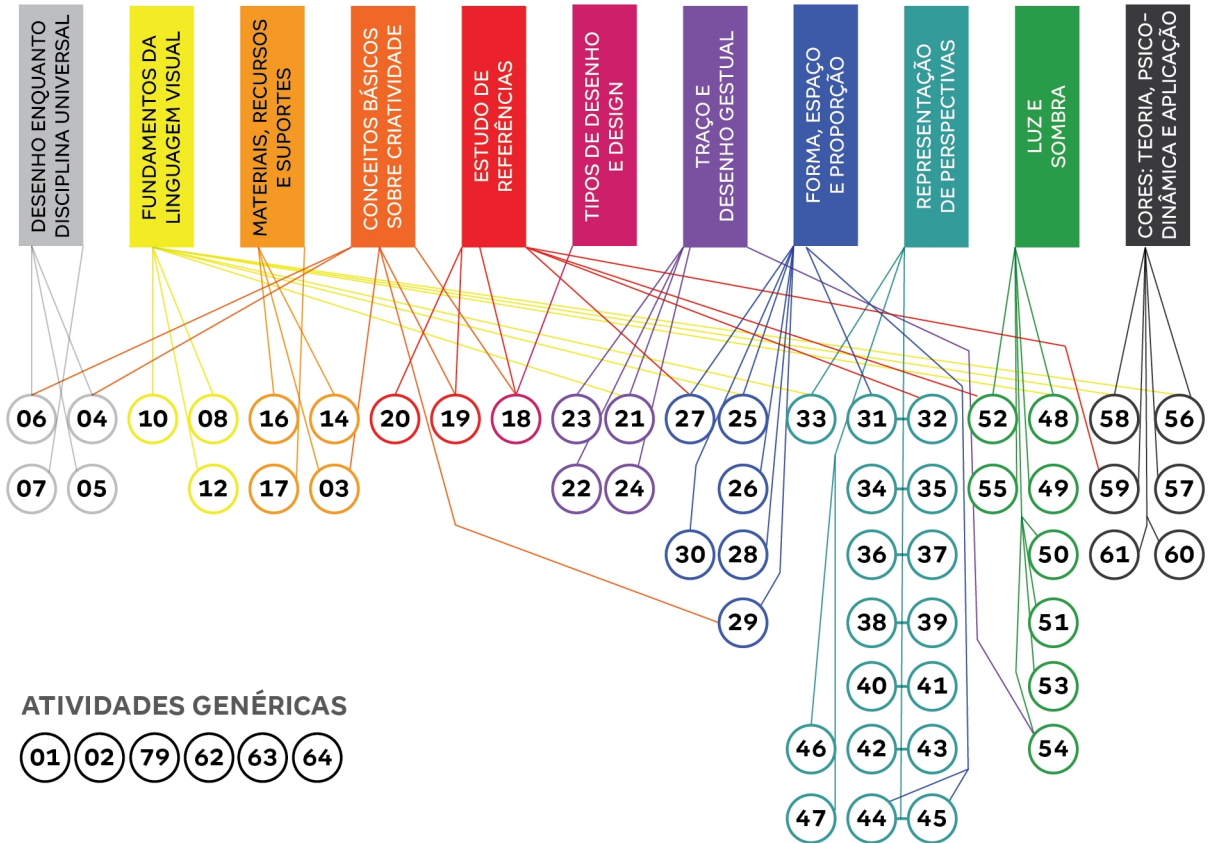 DESENHO ENQUANTO
DISCIPLINA UNIVERSAL
FUNDAMENTOS DA
LINGUAGEM VISUAL
MATERIAIS, RECURSOS
E SUPORTES
CONCEITOS BÁSICOS
SOBRE CRIATIVIDADE
ESTUDO DE
REFERÊNCIAS
TIPOS DE DESENHO
E DESIGN
TRAÇO E
DESENHO GESTUAL
FORMA, ESPAÇO
E PROPORÇÃO
REPRESENTAÇÃO
DE PERSPECTIVAS
LUZ E
SOMBRA
CORES: TEORIA, PSICO-
DINÂMICA E APLICAÇÃO
06 04 10 08 16 14 20 19 18 23 21 27 25 33 31 32 52 48 58 56
07 05 12 17 03 22 24 26 34 35 55 49 59 57
30 28 36 37 50 61 60
29 38 39 51
40 41 53
46 42 43 54
47 44 45
ATIVIDADES GENÉRICAS
01 02 79 62 63 64